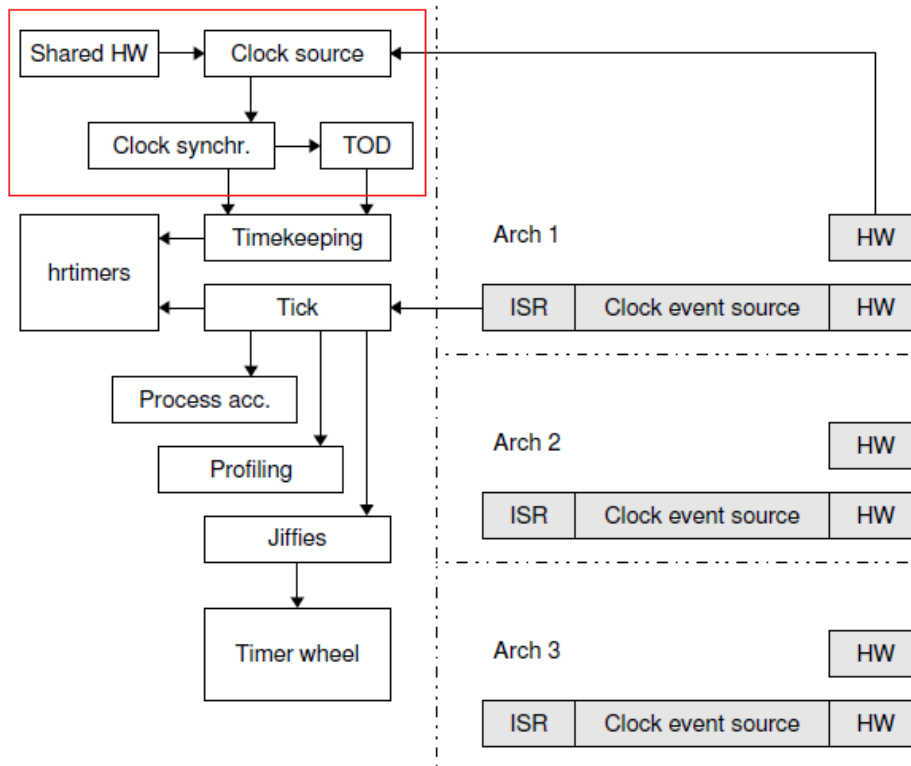 Shared HW
Clock source
Clock synchr.
TOD
hrtimers
Timekeeping
Arch 1
HW
Tick
ISR
Clock event source
HW
Process acc.
Profiling
Arch 2
HW
ISR
Clock event source
HW
Jiffies
Timer wheel
Arch 3
HW
ISR
Clock event source
HW